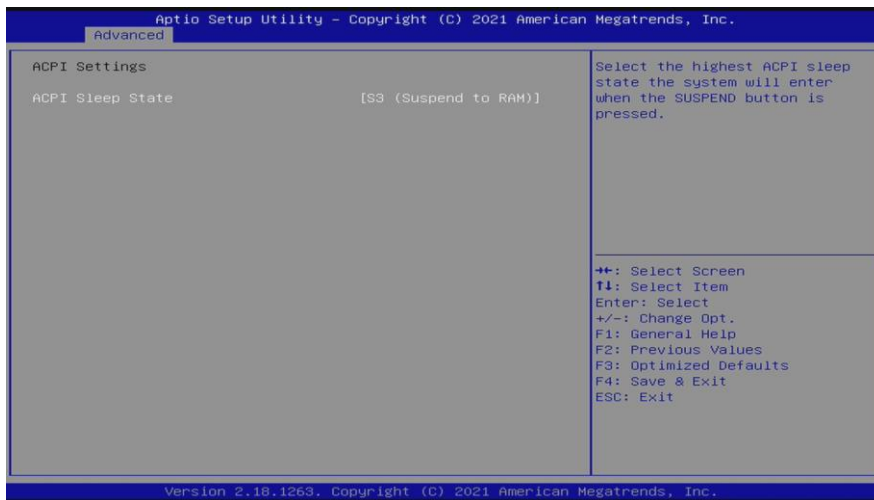 Aptio Setup Utility – Copyright (C) 2021 American Megatrends, Inc.
Advanced
ACPI Settings
ACPI Sleep State [S3 (Suspend to RAM)]
Select the highest ACPI sleep
state the system will enter
when the SUSPEND button is
pressed.
→←: Select Screen
↑↓: Select Item
Enter: Select
+/-: Change Opt.
F1: General Help
F2: Previous Values
F3: Optimized Defaults
F4: Save & Exit
ESC: Exit
Version 2.18.1263. Copyright (C) 2021 American Megatrends, Inc.